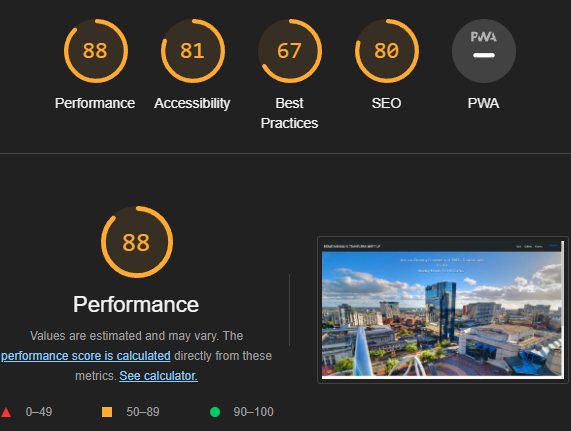 88 81 67 80 PWA
Performance Accessibility Best Practices SEO PWA
88
Performance
Values are estimated and may vary. The
performance score is calculated directly from these
metrics. See calculator.
0–49 50–89 90–100